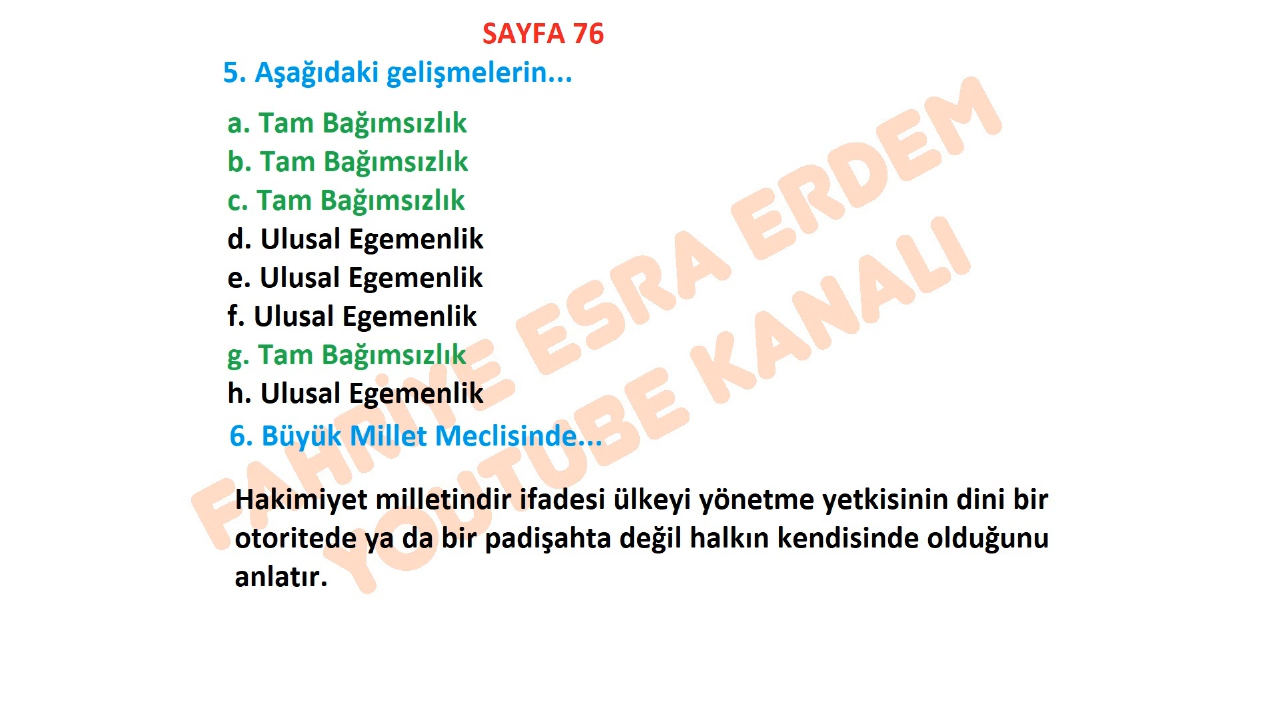 SAYFA 76
5. Aşağıdaki gelişmelerin...
a. Tam Bağımsızlık
b. Tam Bağımsızlık
c. Tam Bağımsızlık
d. Ulusal Egemenlik
e. Ulusal Egemenlik
f. Ulusal Egemenlik
g. Tam Bağımsızlık
h. Ulusal Egemenlik
6. Büyük Millet Meclisinde...
Hakimiyet milletindir ifadesi ülkeyi yönetme yetkisinin dini bir
otoritede ya da bir padişahta değil halkın kendisinde olduğunu
anlatır.
FAHRİYE ESRA ERDEM
YOUTUBE KANALI